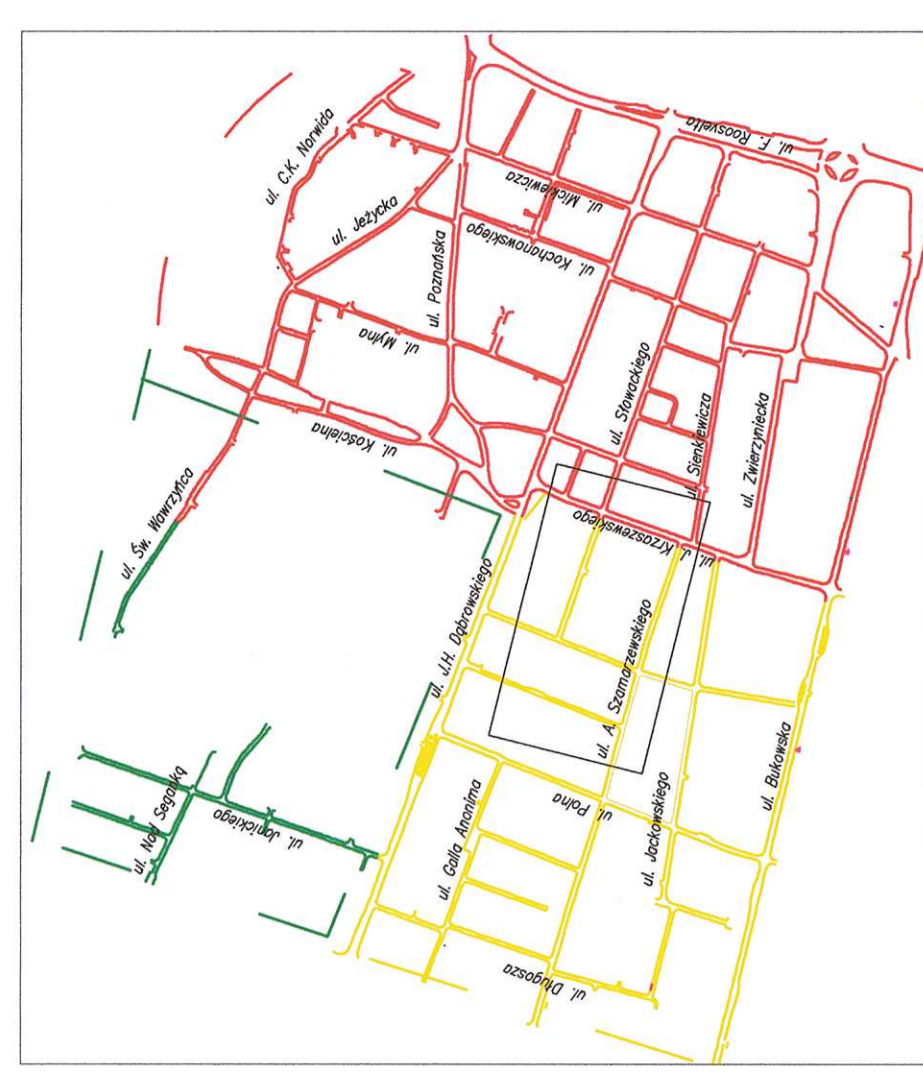 ul. C.K. Norwida
ul. F. Roosvelta
ul. Jeżycka
ul. Mickiewicza
ul. Kochanowskiego
ul. Poznańska
ul. Mylna
ul. Słowackiego
ul. Kościelna
ul. Sienkiewicza
ul. Zwierzyniecka
ul. Św. Wawrzyńca
ul. J. Krzaszewskiego
ul. J.H. Dąbrowskiego
ul. A. Szamarzewskiego
ul. Bukowska
ul. Nad Seganką
ul. Janickiego
ul. Polna
ul. Galla Anonima
ul. Jackowskiego
ul. Długosza